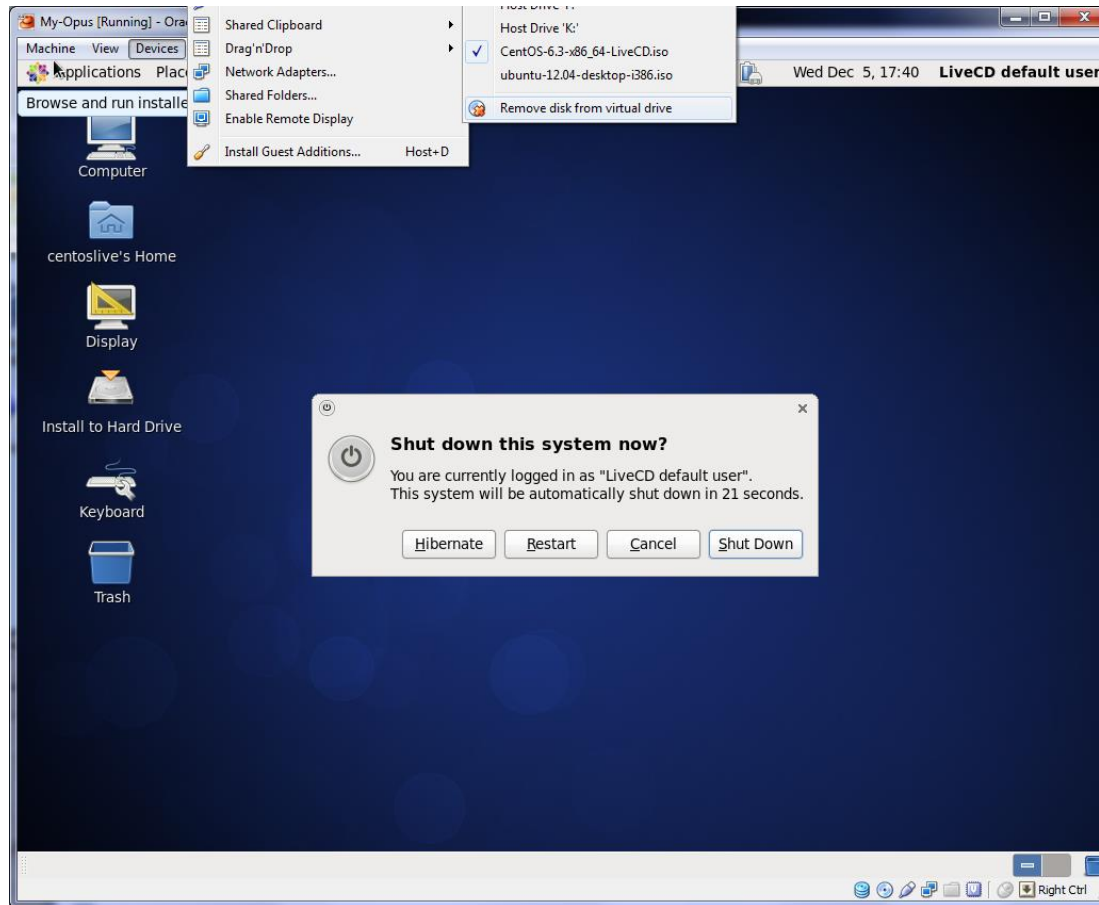 My-Opus [Running] - Ora
Machine View Devices
Shared Clipboard
Drag'n'Drop
Network Adapters...
Shared Folders...
Enable Remote Display
Install Guest Additions... Host+D
Host Drive 'K:'
CentOS-6.3-x86_64-LiveCD.iso
ubuntu-12.04-desktop-i386.iso
Remove disk from virtual drive
Applications Plac
Wed Dec 5, 17:40 LiveCD default user
Browse and run installe
Computer
centoslive's Home
Display
Install to Hard Drive
Keyboard
Trash
Shut down this system now?
You are currently logged in as "LiveCD default user".
This system will be automatically shut down in 21 seconds.
Hibernate Restart Cancel Shut Down
Right Ctrl